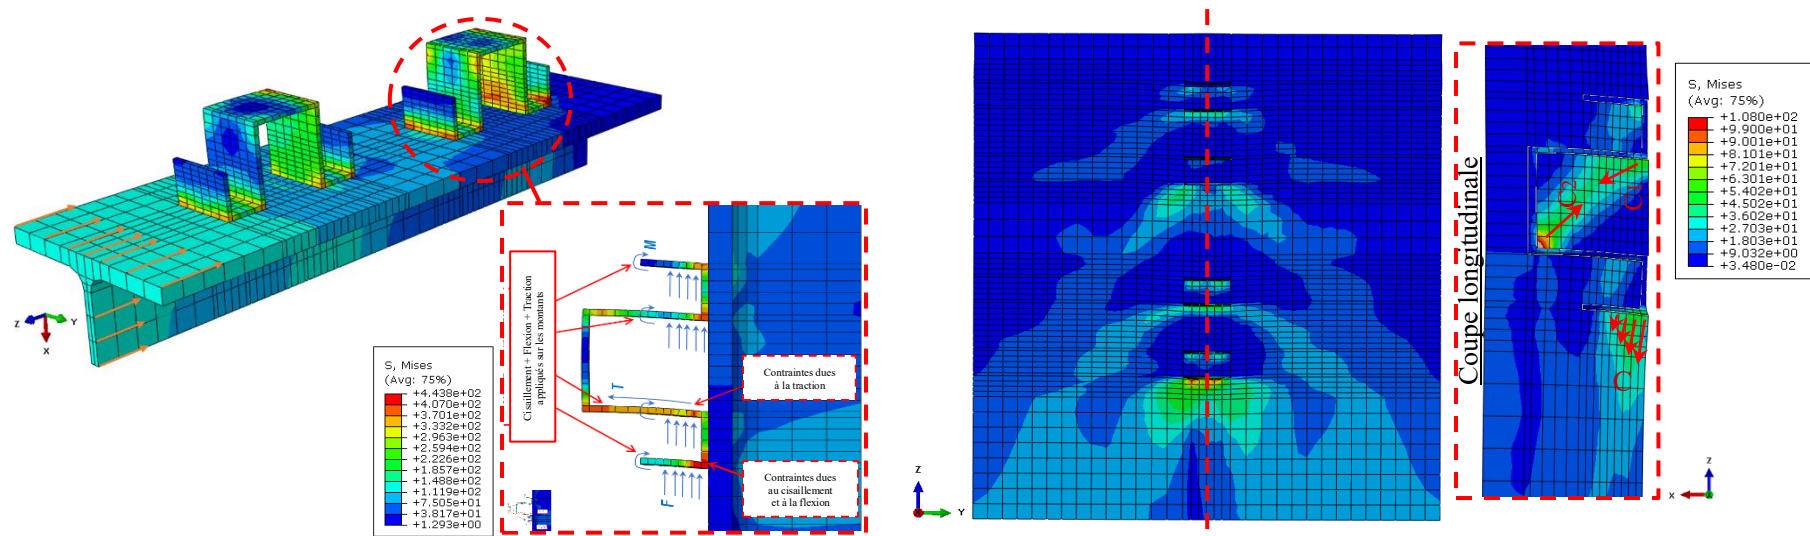 Z
Y
X
S, Mises
(Avg: 75%)
+4.438e+02
+4.070e+02
+3.701e+02
+3.332e+02
+2.963e+02
+2.594e+02
+2.226e+02
+1.857e+02
+1.488e+02
+1.119e+02
+7.505e+01
+3.817e+01
+1.293e+00
Cisaillement + Flexion + Traction
appliqués sur les montants
M
T
F
Contraintes dues
à la traction
Contraintes dues
au cisaillement
et à la flexion
Z
X
Y
Coupe longitudinale
C2
C
C
S, Mises
(Avg: 75%)
+1.080e+02
+9.900e+01
+9.001e+01
+8.101e+01
+7.201e+01
+6.301e+01
+5.402e+01
+4.502e+01
+3.602e+01
+2.703e+01
+1.803e+01
+9.032e+00
+3.480e-02
Z
X